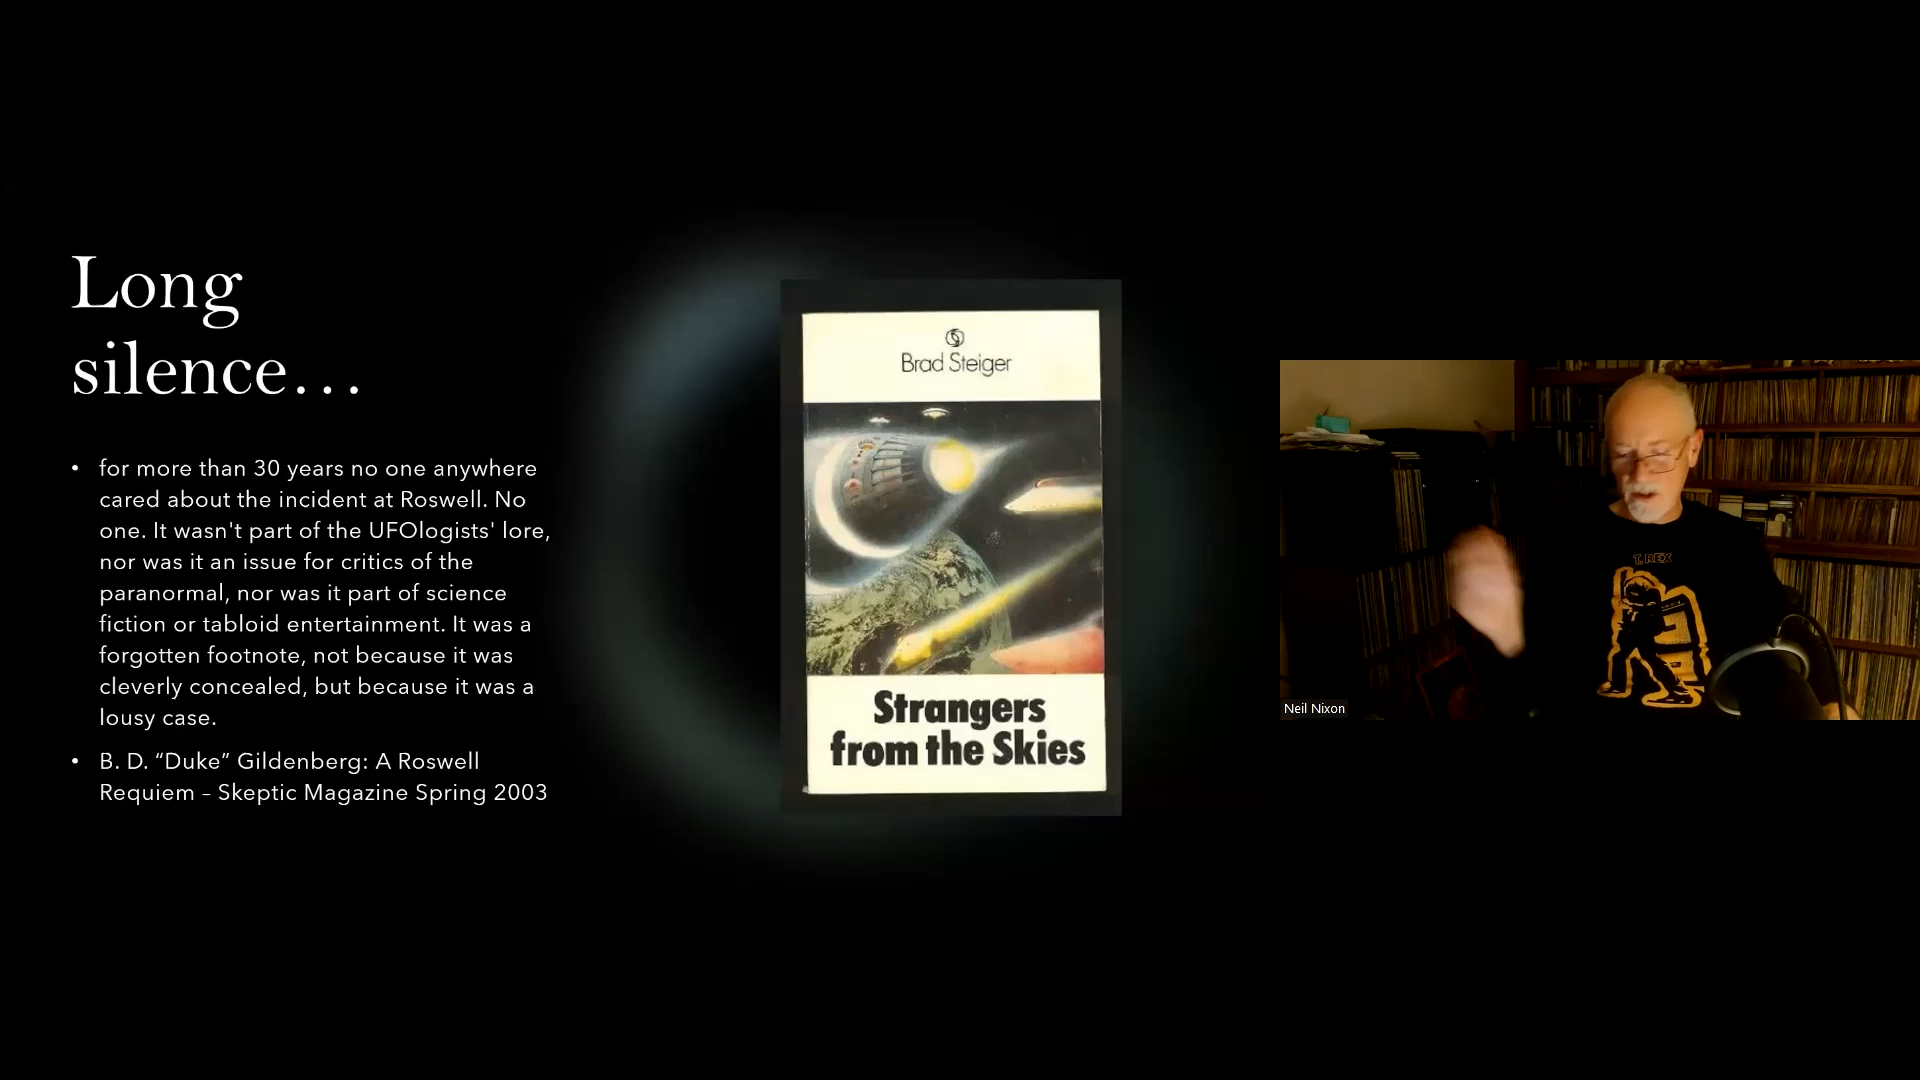 Long
silence...
• for more than 30 years no one anywhere
cared about the incident at Roswell. No
one. It wasn't part of the UFOlogists' lore,
nor was it an issue for critics of the
paranormal, nor was it part of science
fiction or tabloid entertainment. It was a
forgotten footnote, not because it was
cleverly concealed, but because it was a
lousy case.
• B. D. “Duke” Gildenberg: A Roswell
Requiem – Skeptic Magazine Spring 2003
Brad Steiger
Strangers
from the Skies
T. REX
Neil Nixon